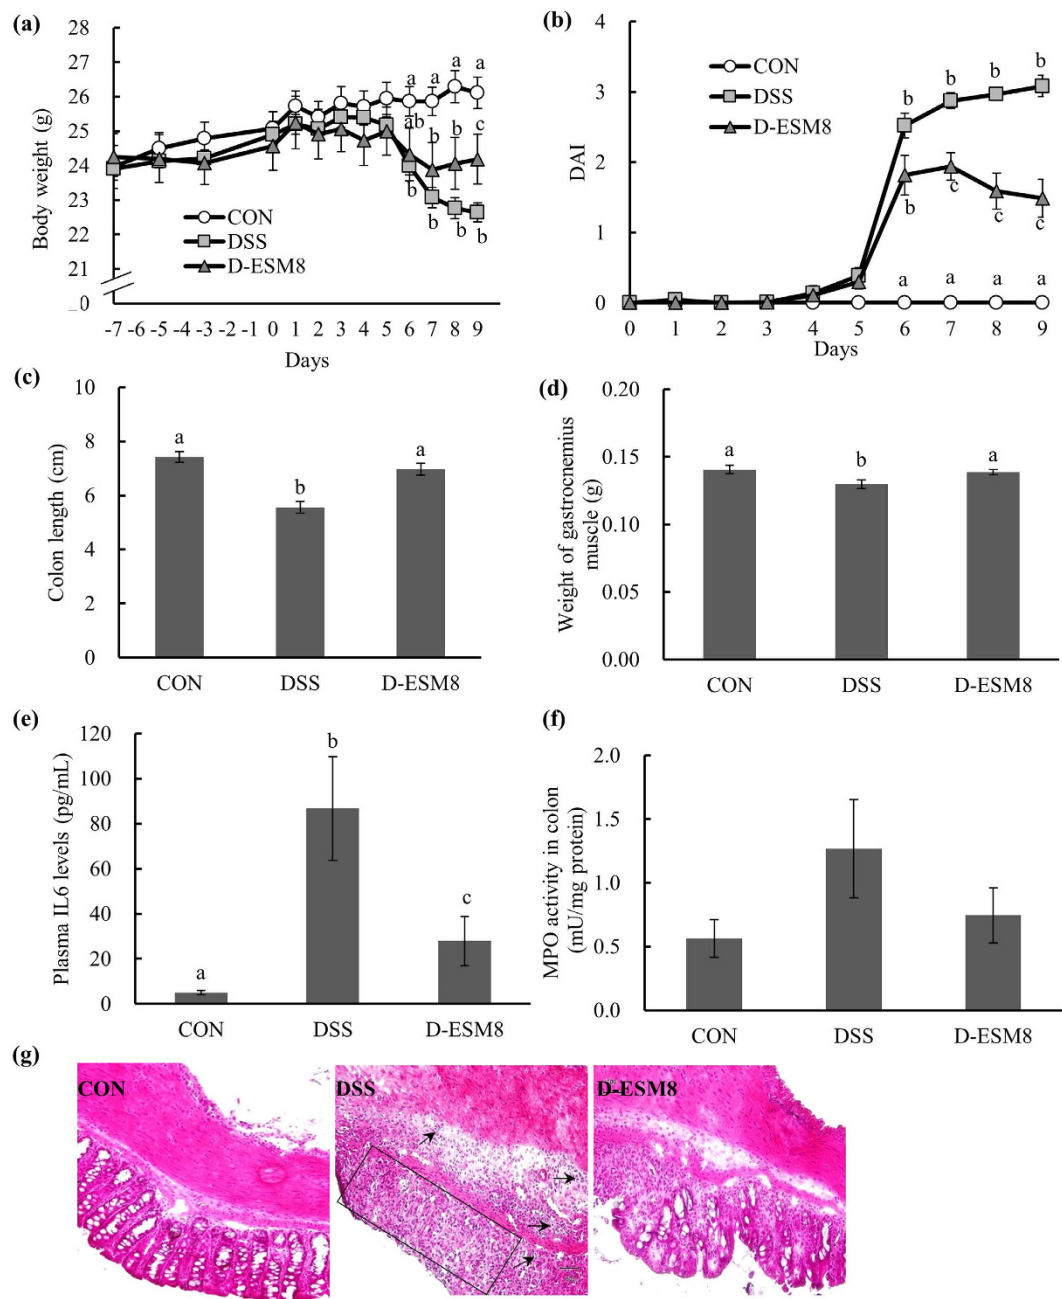 (a)
28
27
26
25
24
23
22
21
0
Body weight (g)
a a a a
ab b b c
b b b b
CON
DSS
D-ESM8
-7 -6 -5 -4 -3 -2 -1 0 1 2 3 4 5 6 7 8 9
Days
(b)
4
3
2
1
0
DAI
CON
DSS
D-ESM8
b b b b
b c c c
a a a a
0 1 2 3 4 5 6 7 8 9
Days
(c)
10
8
6
4
2
0
Colon length (cm)
a b a
CON DSS D-ESM8
(d)
0.20
0.15
0.10
0.05
0.00
Weight of gastrocnemius
muscle (g)
a b a
CON DSS D-ESM8
(e)
120
100
80
60
40
20
0
Plasma IL6 levels (pg/mL)
a b c
CON DSS D-ESM8
(f)
2.0
1.5
1.0
0.5
0.0
MPO activity in colon
(mU/mg protein)
CON DSS D-ESM8
(g)
CON DSS D-ESM8